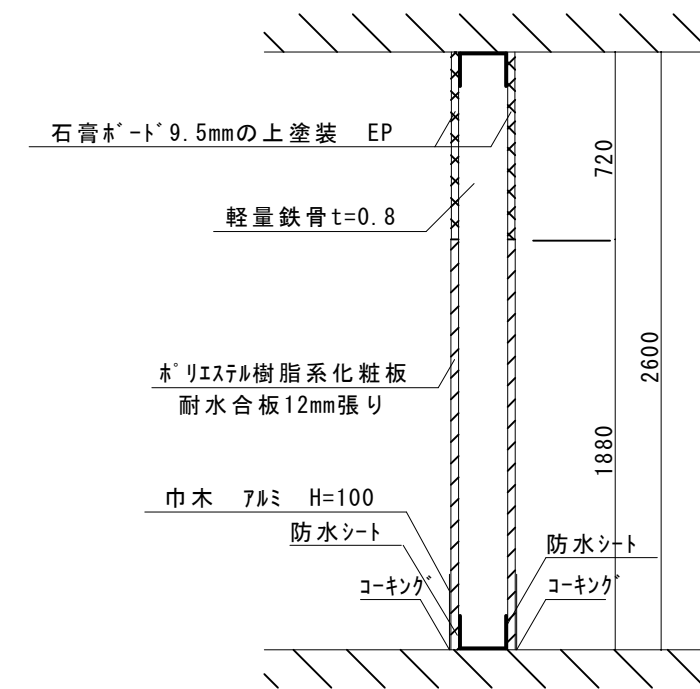 石膏ﾎﾞｰﾄﾞ9.5mmの上塗装　EP
720
軽量鉄骨t=0.8
2600
ﾎﾟﾘｴｽﾃﾙ樹脂系化粧板
耐水合板12mm張り
1880
巾木　ｱﾙﾐ　H=100
防水ｼｰﾄ
防水ｼｰﾄ
ｺｰｷﾝｸﾞ
ｺｰｷﾝｸﾞ